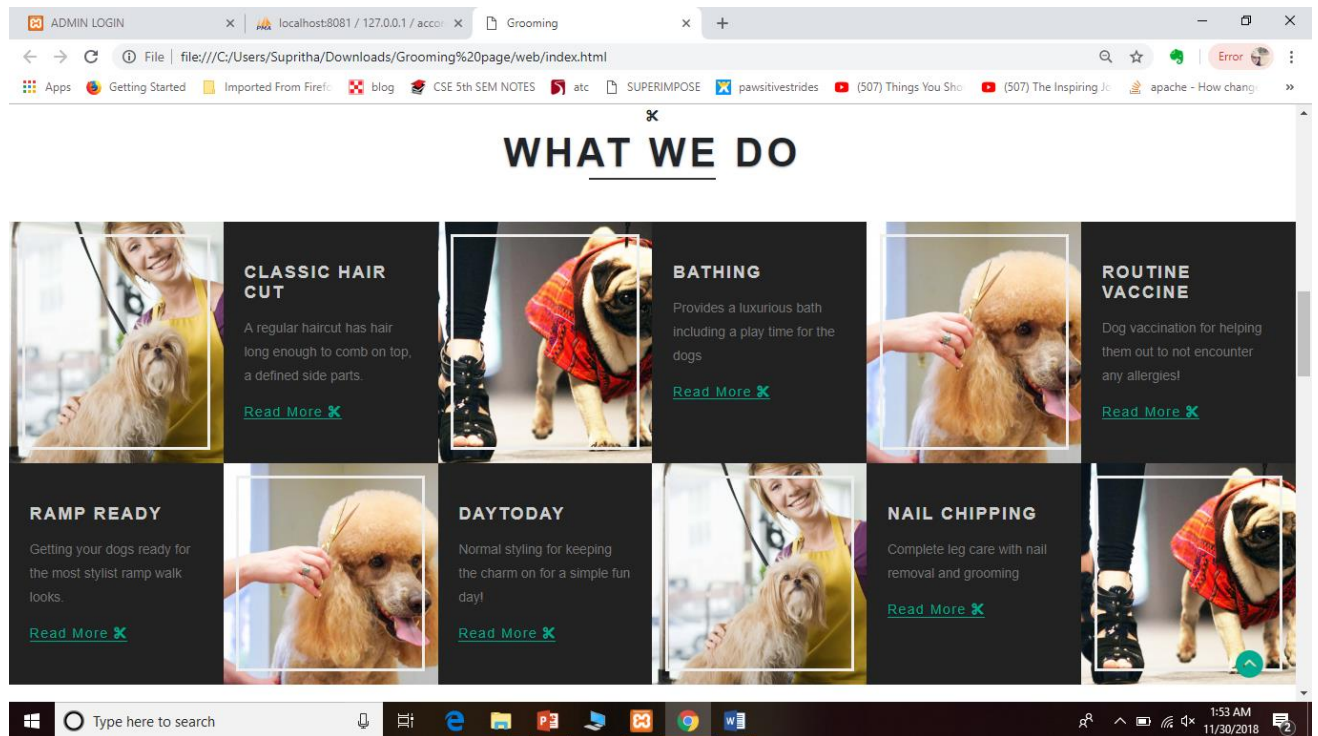 ADMIN LOGIN
localhost:8081 / 127.0.0.1 / accor
Grooming
File
file:///C:/Users/Supritha/Downloads/Grooming%20page/web/index.html
Error
Apps
Getting Started
Imported From Firefo
blog
CSE 5th SEM NOTES
atc
SUPERIMPOSE
pawsitivestrides
(507) Things You Sho
(507) The Inspiring Jo
apache - How chang
»
WHAT WE DO
CLASSIC HAIR
CUT
A regular haircut has hair
long enough to comb on top,
a defined side parts.
Read More
BATHING
Provides a luxurious bath
including a play time for the
dogs
Read More
ROUTINE
VACCINE
Dog vaccination for helping
them out to not encounter
any allergies!
Read More
RAMP READY
Getting your dogs ready for
the most stylist ramp walk
looks.
Read More
DAYTODAY
Normal styling for keeping
the charm on for a simple fun
day!
Read More
NAIL CHIPPING
Complete leg care with nail
removal and grooming
Read More
Type here to search
1:53 AM
11/30/2018
2